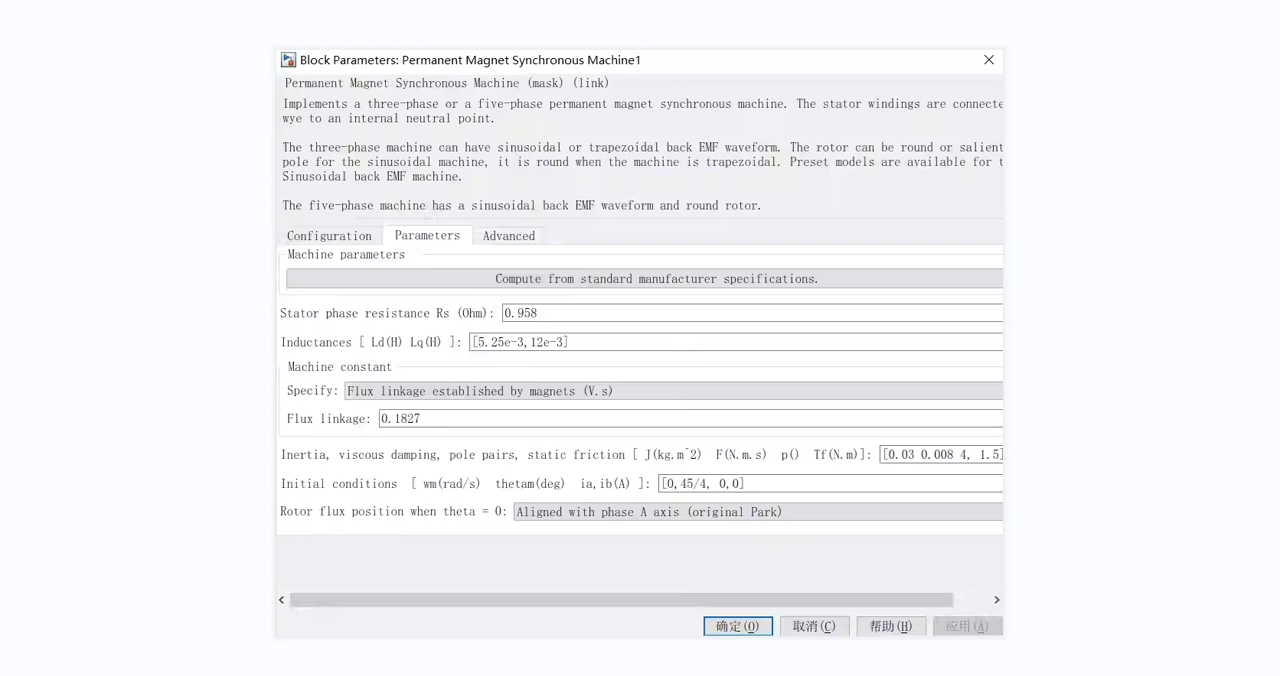 Block Parameters: Permanent Magnet Synchronous Machine1
Permanent Magnet Synchronous Machine (mask) (link)
Implements a three-phase or a five-phase permanent magnet synchronous machine. The stator windings are connecte
wye to an internal neutral point.
The three-phase machine can have sinusoidal or trapezoidal back EMF waveform. The rotor can be round or salient
pole for the sinusoidal machine, it is round when the machine is trapezoidal. Preset models are available for t
Sinusoidal back EMF machine.
The five-phase machine has a sinusoidal back EMF waveform and round rotor.
Configuration Parameters Advanced
Machine parameters
Compute from standard manufacturer specifications.
Stator phase resistance Rs (Ohm): 0.958
Inductances [ Ld(H) Lq(H) ]: [5.25e-3,12e-3]
Machine constant
Specify: Flux linkage established by magnets (V.s)
Flux linkage: 0.1827
Inertia, viscous damping, pole pairs, static friction [ J(kg.m^2) F(N.m.s) p() Tf(N.m)]: [0.03 0.008 4, 1.5]
Initial conditions [ wm(rad/s) thetam(deg) ia,ib(A) ]: [0,45/4, 0,0]
Rotor flux position when theta = 0: Aligned with phase A axis (original Park)
确定(O) 取消(C) 帮助(H) 应用(A)